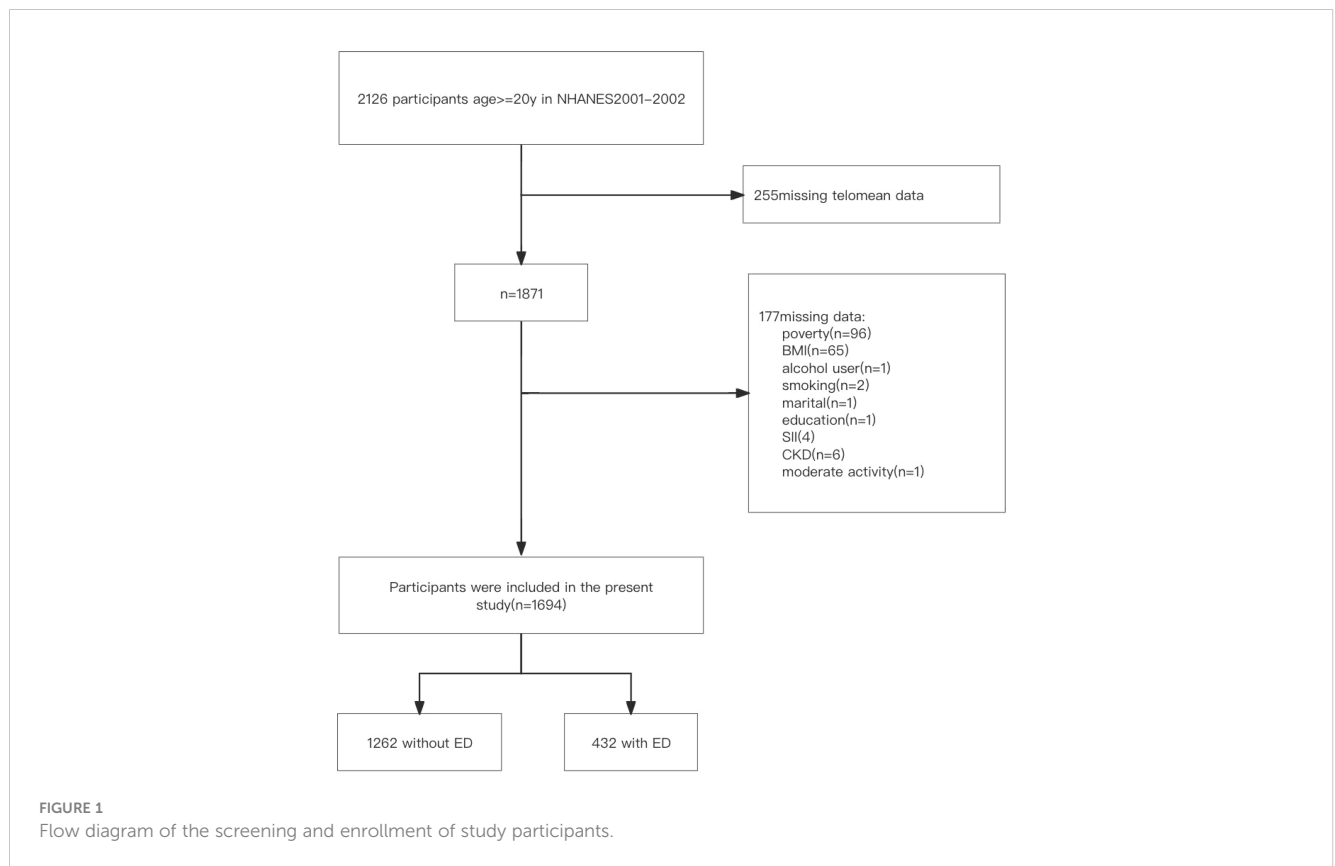 2126 participants age>=20y in NHANES2001–2002
255missing telomean data
n=1871
177missing data:
poverty(n=96)
BMI(n=65)
alcohol user(n=1)
smoking(n=2)
marital(n=1)
education(n=1)
SII(4)
CKD(n=6)
moderate activity(n=1)
Participants were included in the present
study(n=1694)
1262 without ED
432 with ED
FIGURE 1
Flow diagram of the screening and enrollment of study participants.